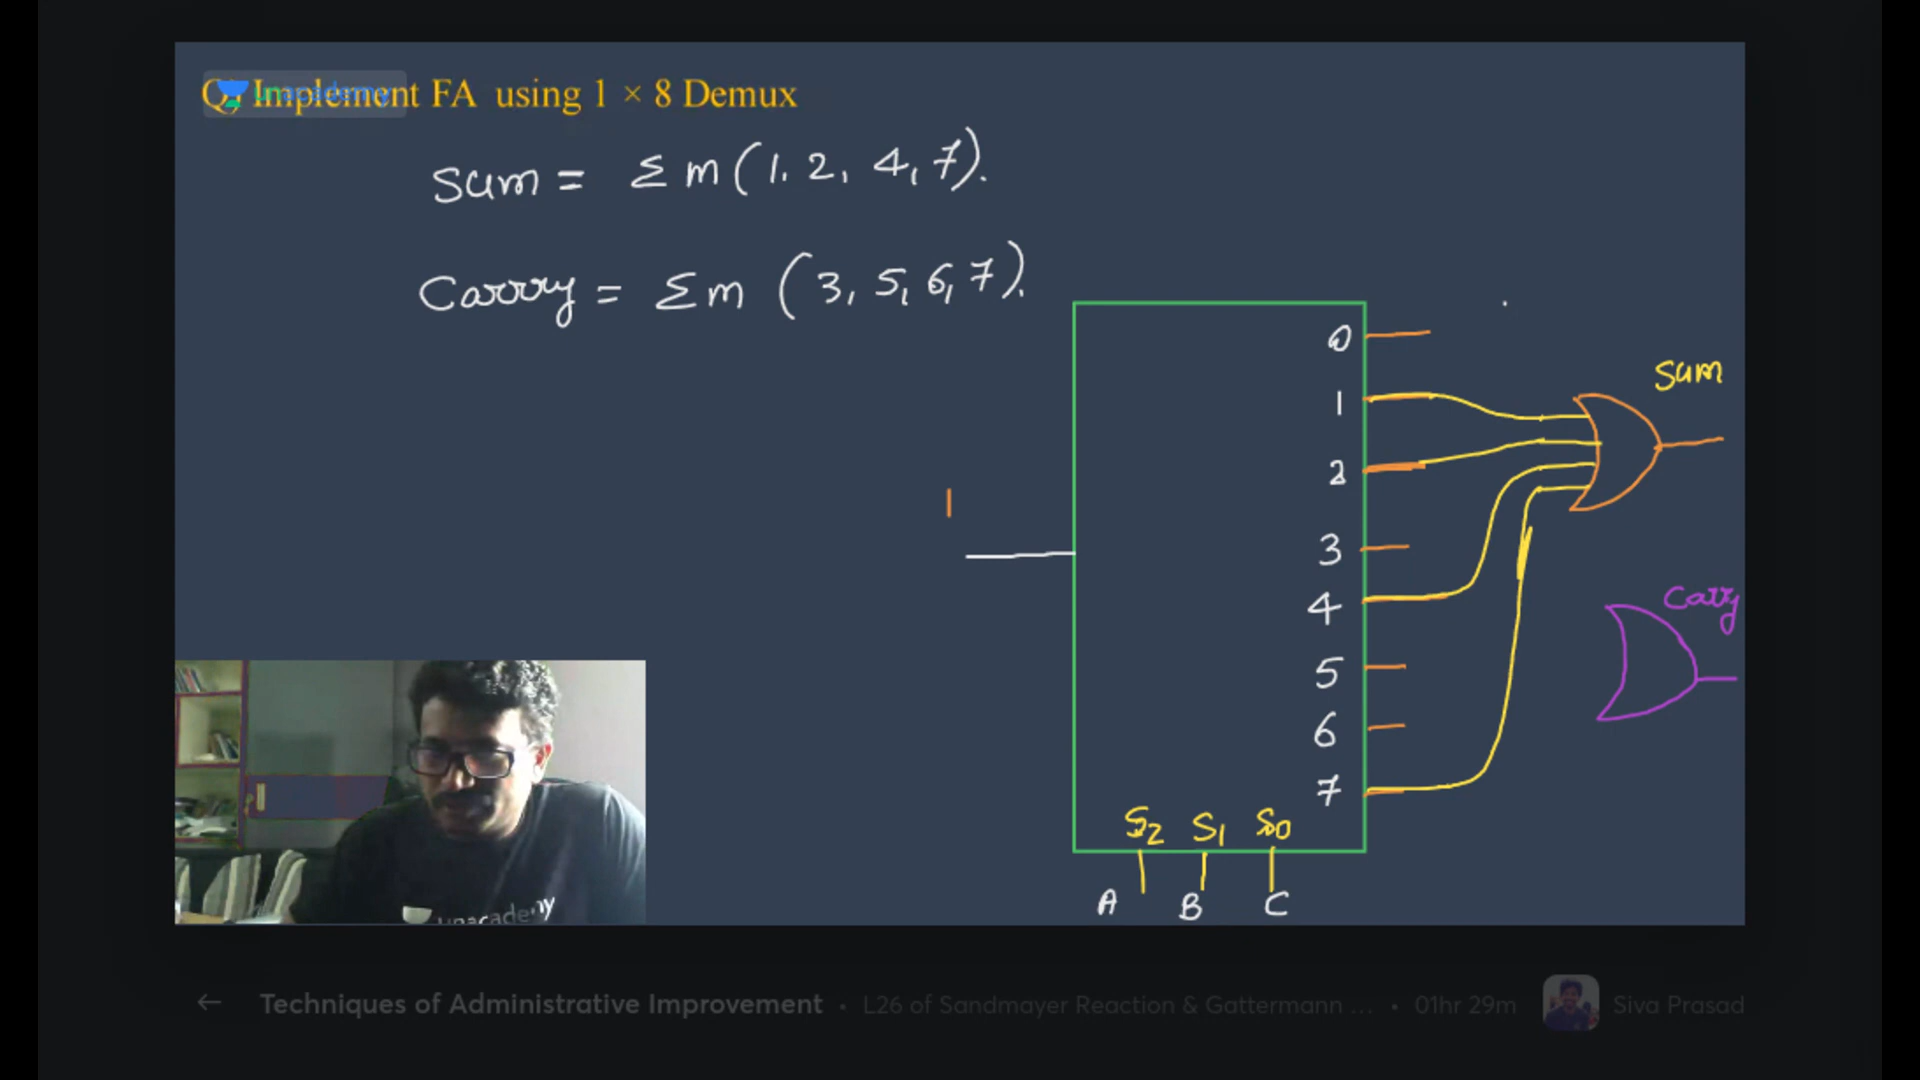 Q) Implement FA using 1 × 8 Demux
unacademy
Sum = Σ m (1, 2, 4, 7).
Carry = Σm (3, 5, 6, 7).
0
1
2
3
4
5
6
7
1
Sum
Carry
S2 S1 S0
A B C
unacademy
← Techniques of Administrative Improvement • L26 of Sandmayer Reaction & Gattermann ... • 01hr 29m Siva Prasad